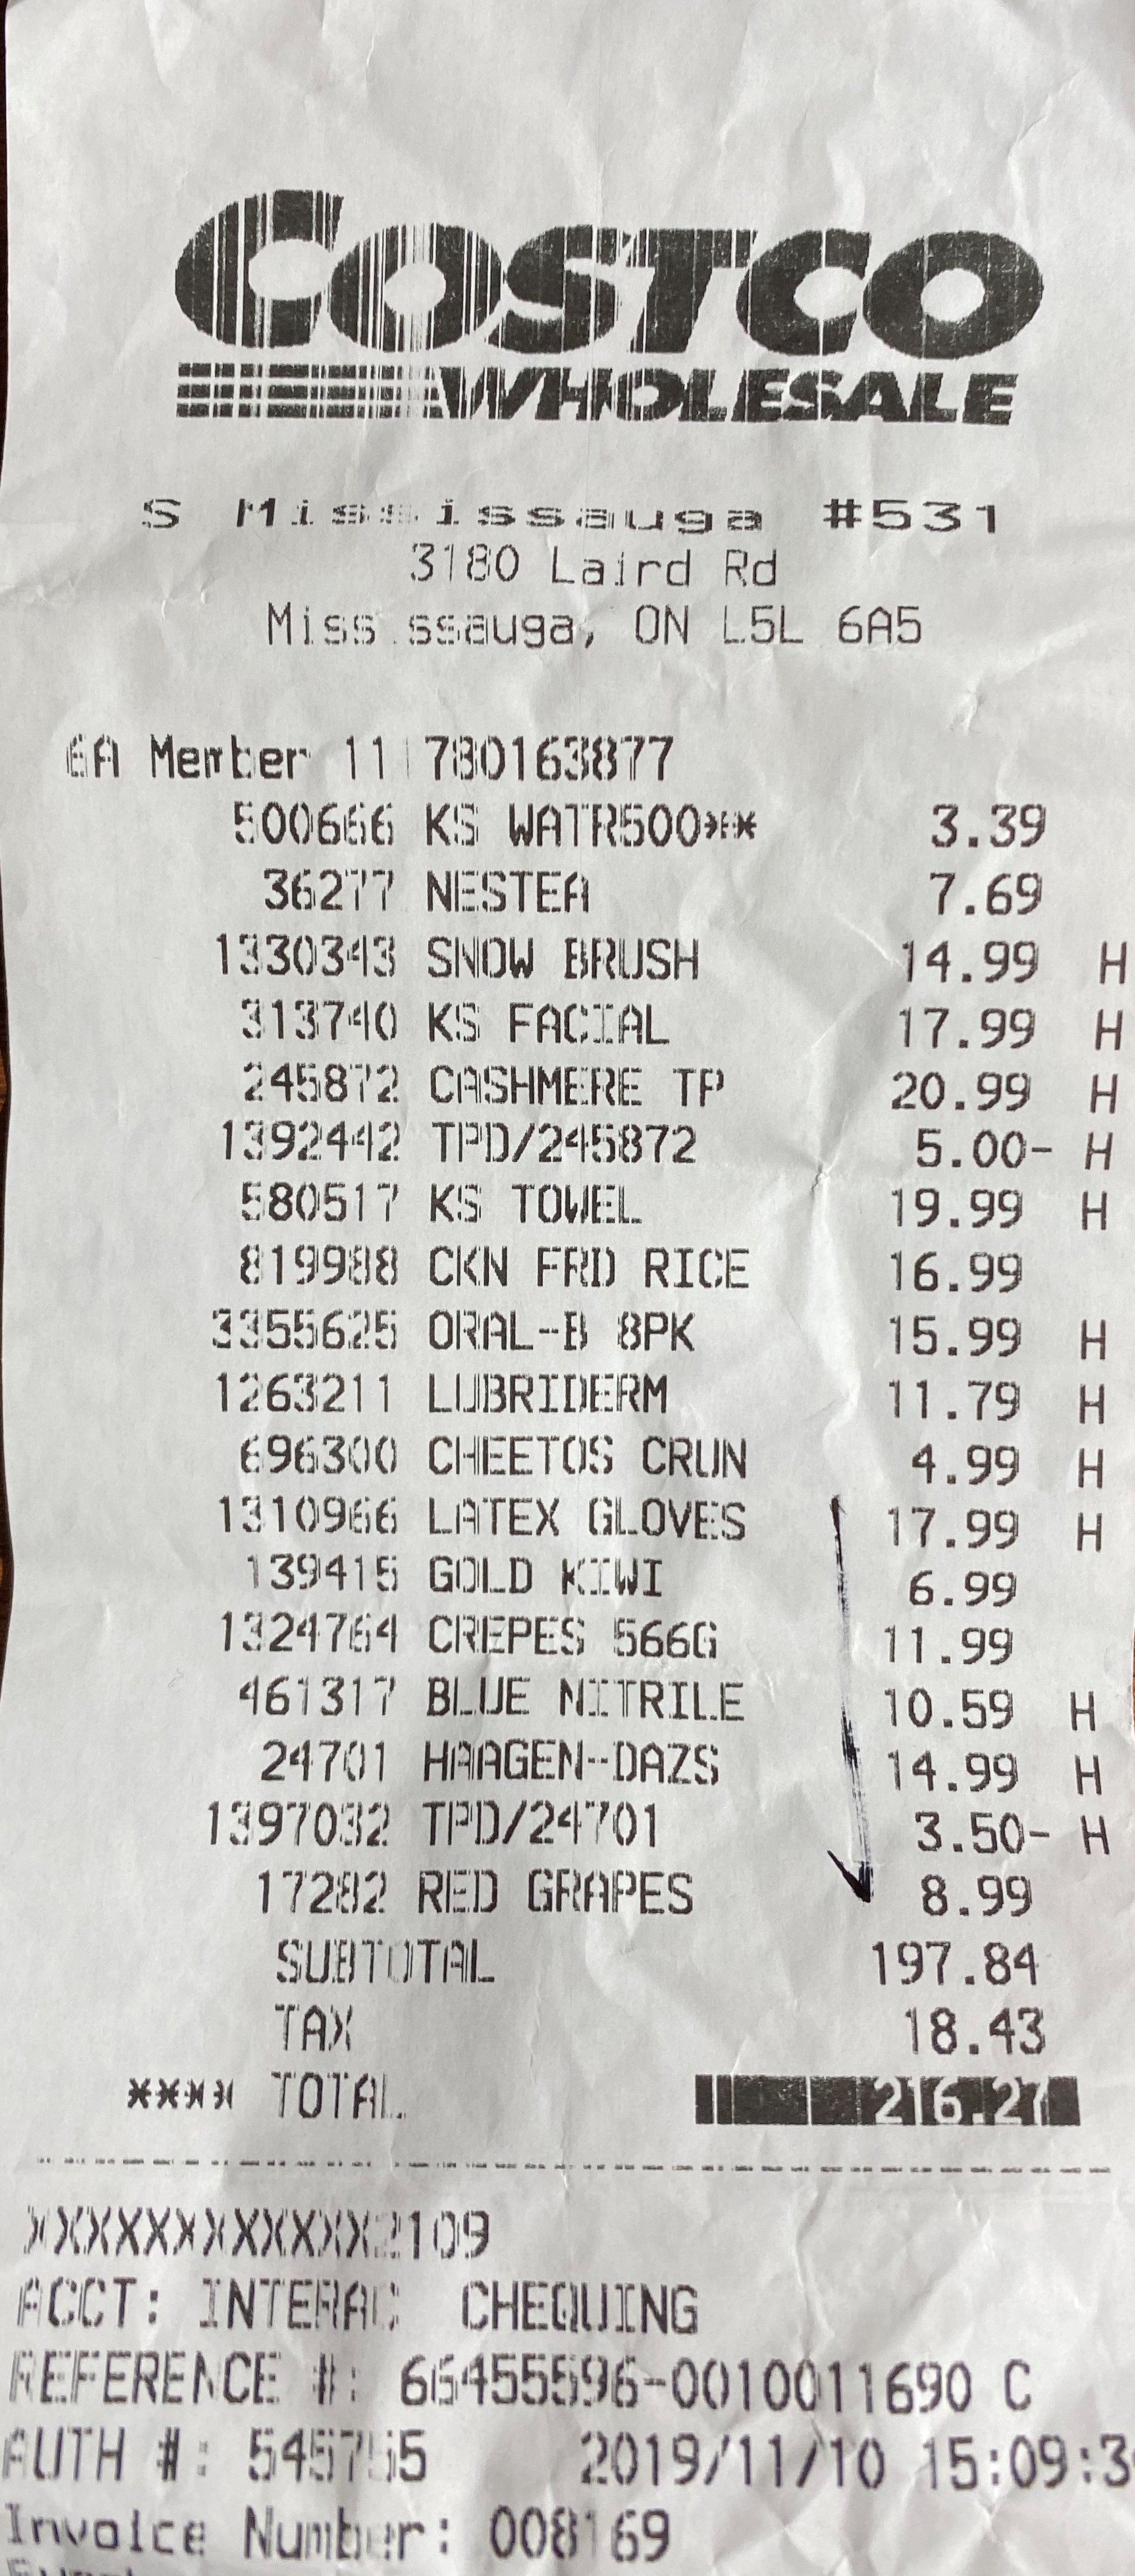 COSTCO
WHOLESALE
S Mississauga #531
3180 Laird Rd
Mississauga, ON L5L 6A5
6A Member 111780163877
500666 KS WATR500*** 3.39
36277 NESTEA 7.69
1330343 SNOW BRUSH 14.99 H
313740 KS FACIAL 17.99 H
245872 CASHMERE TP 20.99 H
1392442 TPD/245872 5.00- H
580517 KS TOWEL 19.99 H
819988 CKN FRD RICE 16.99
3355625 ORAL-B 8PK 15.99 H
1263211 LUBRIDERM 11.79 H
696300 CHEETOS CRUN 4.99 H
1310966 LATEX GLOVES 17.99 H
139415 GOLD KIWI 6.99
1324764 CREPES 566G 11.99
461317 BLUE NITRILE 10.59 H
24701 HAAGEN-DAZS 14.99 H
1397032 TPD/24701 3.50- H
17282 RED GRAPES 8.99
SUBTOTAL 197.84
TAX 18.43
**** TOTAL 216.27
XXXXXXXXXXXX2109
ACCT: INTERAC CHEQUING
REFERENCE #: 66455596-0010011690 C
AUTH #: 545755 2019/11/10 15:09:3
Invoice Number: 008169